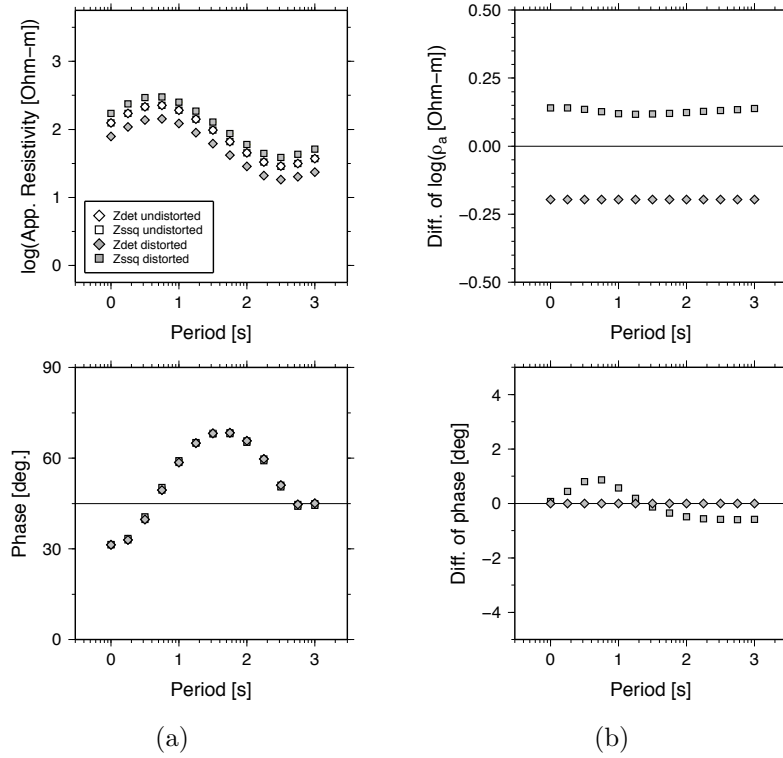 log(App. Resistivity [Ohm−m])
3
2
1
0
Zdet undistorted
Zssq undistorted
Zdet distorted
Zssq distorted
0 1 2 3
Period [s]
Diff. of log(ρa [Ohm−m])
0.50
0.25
0.00
−0.25
−0.50
0 1 2 3
Period [s]
Phase [deg.]
90
60
30
0
0 1 2 3
Period [s]
Diff. of phase [deg]
4
2
0
−2
−4
0 1 2 3
Period [s]
(a)
(b)